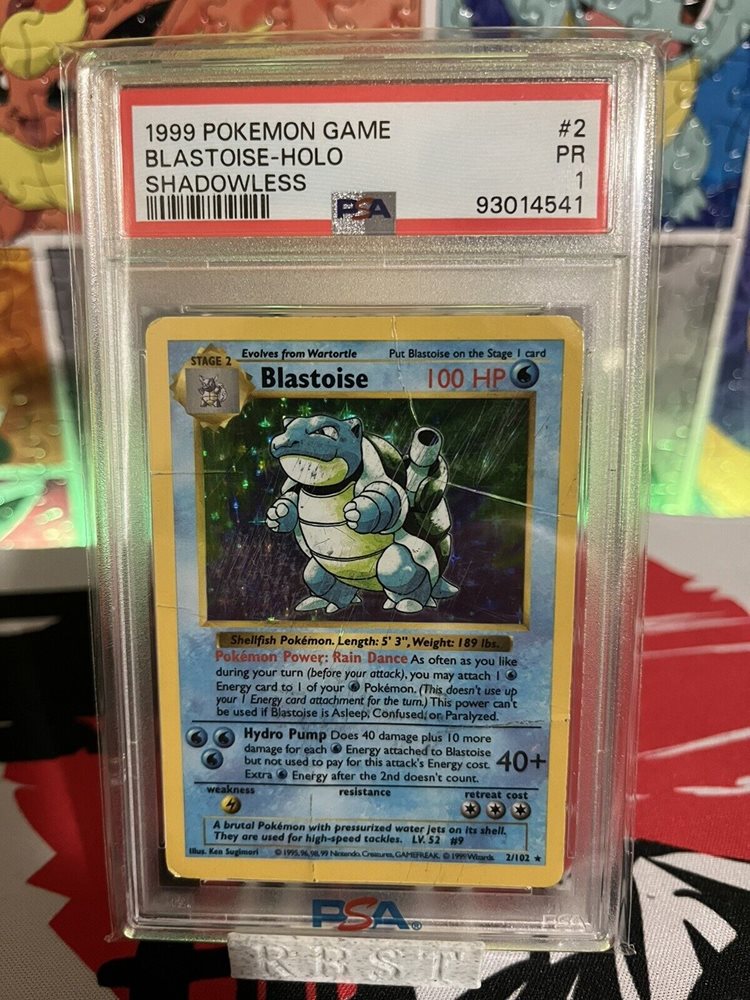 1999 POKEMON GAME #2
BLASTOISE-HOLO PR
SHADOWLESS 1
PSA 93014541
STAGE 2 Evolves from Wartortle Put Blastoise on the Stage 1 card
Blastoise 100 HP
Shellfish Pokémon. Length: 5' 3", Weight: 189 lbs.
Pokémon Power: Rain Dance As often as you like
during your turn (before your attack), you may attach 1
Energy card to 1 of your Pokémon. (This doesn't use up
your 1 Energy card attachment for the turn.) This power can't
be used if Blastoise is Asleep, Confused, or Paralyzed.
Hydro Pump Does 40 damage plus 10 more
damage for each Energy attached to Blastoise
but not used to pay for this attack's Energy cost.
Extra Energy after the 2nd doesn't count.
40+
weakness resistance retreat cost
A brutal Pokémon with pressurized water jets on its shell.
They are used for high-speed tackles. LV. 52 #9
Illus. Ken Sugimori © 1995, 96, 98, 99 Nintendo, Creatures, GAMEFREAK. © 1999 Wizards. 2/102 ★
PSA®
REST